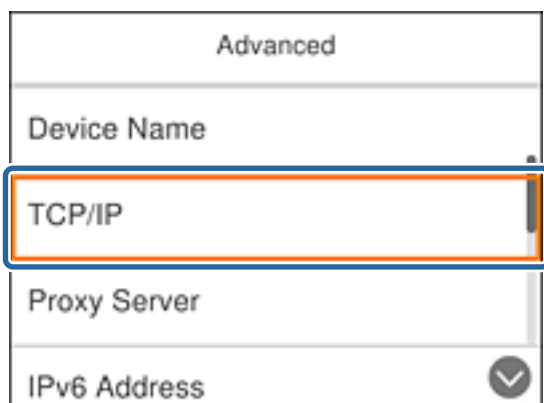 Advanced
Device Name
TCP/IP
Proxy Server
IPv6 Address